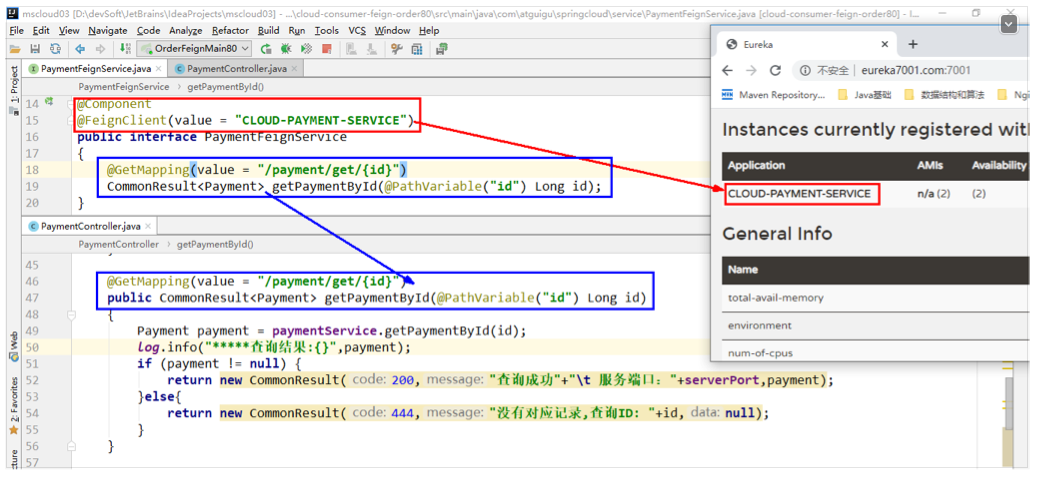 mscloud03 [D:\devSoft\JetBrains\IdeaProjects\mscloud03] - ...\cloud-consumer-feign-order80\src\main\java\com\atguigu\springcloud\service\PaymentFeignService.java [cloud-consumer-feign-order80] - I...
File Edit View Navigate Code Analyze Refactor Build Run Tools VCS Window Help
OrderFeignMain80
PaymentFeignService.java × PaymentController.java ×
PaymentFeignService › getPaymentById()
14 @Component
15 @FeignClient(value = "CLOUD-PAYMENT-SERVICE")
16 public interface PaymentFeignService
17 {
18 @GetMapping(value = "/payment/get/{id}")
19 CommonResult<Payment> getPaymentById(@PathVariable("id") Long id);
20 }
PaymentController.java ×
PaymentController › getPaymentById()
45
46 @GetMapping(value = "/payment/get/{id}")
47 public CommonResult<Payment> getPaymentById(@PathVariable("id") Long id)
48 {
49 Payment payment = paymentService.getPaymentById(id);
50 log.info("*****查询结果:{}",payment);
51 if (payment != null) {
52 return new CommonResult( code: 200, message: "查询成功"+"\t 服务端口: "+serverPort,payment);
53 }else{
54 return new CommonResult( code: 444, message: "没有对应记录,查询ID: "+id, data: null);
55 }
56 }
57
1: Project
Web
2: Favorites
Eureka × +
不安全 | eureka7001.com:7001
Maven Repository... Java基础 数据结构和算法 Ngi
Instances currently registered wit
Application AMIs Availability
CLOUD-PAYMENT-SERVICE n/a (2) (2)
General Info
Name
total-avail-memory
environment
num-of-cpus